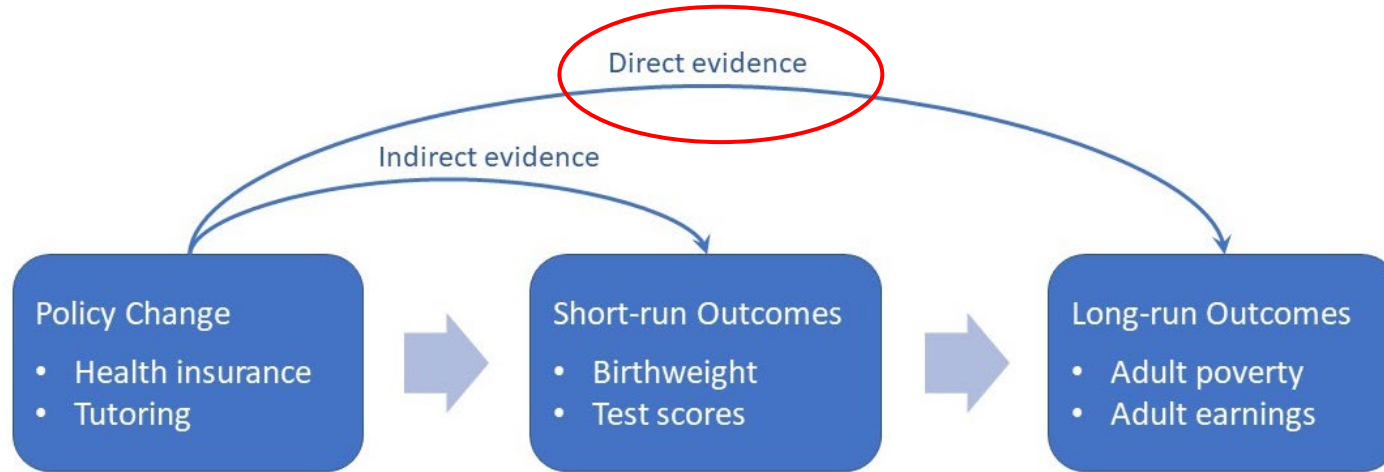 Direct evidence
Indirect evidence
Policy Change
• Health insurance
• Tutoring
Short-run Outcomes
• Birthweight
• Test scores
Long-run Outcomes
• Adult poverty
• Adult earnings